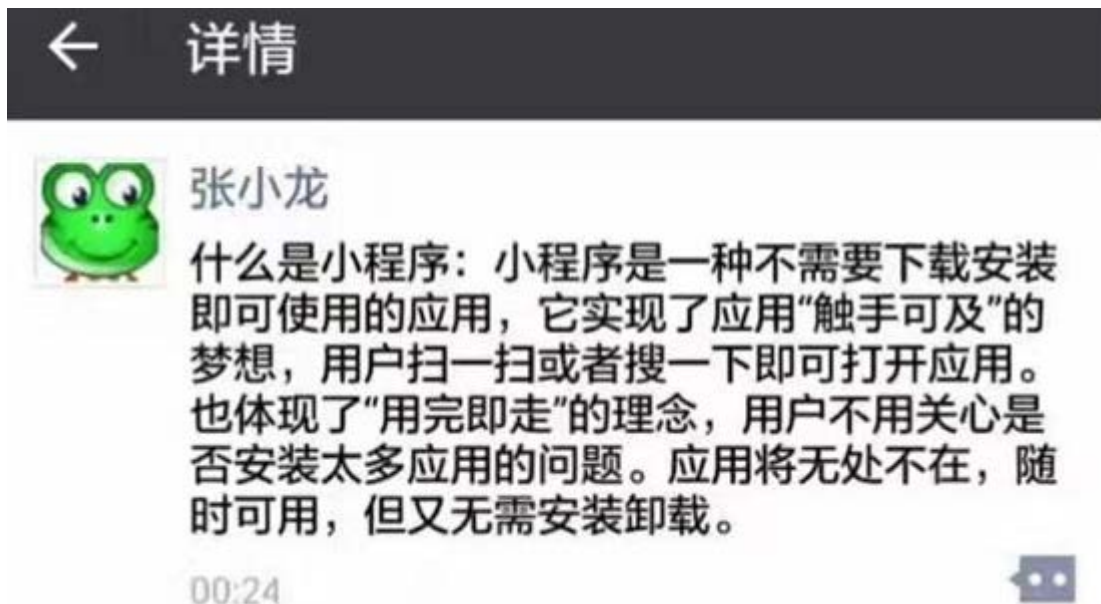 详情
张小龙
什么是小程序：小程序是一种不需要下载安装
即可使用的应用，它实现了应用“触手可及”的
梦想，用户扫一扫或者搜一下即可打开应用。
也体现了“用完即走”的理念，用户不用关心是
否安装太多应用的问题。应用将无处不在，随
时可用，但又无需安装卸载。
00:24